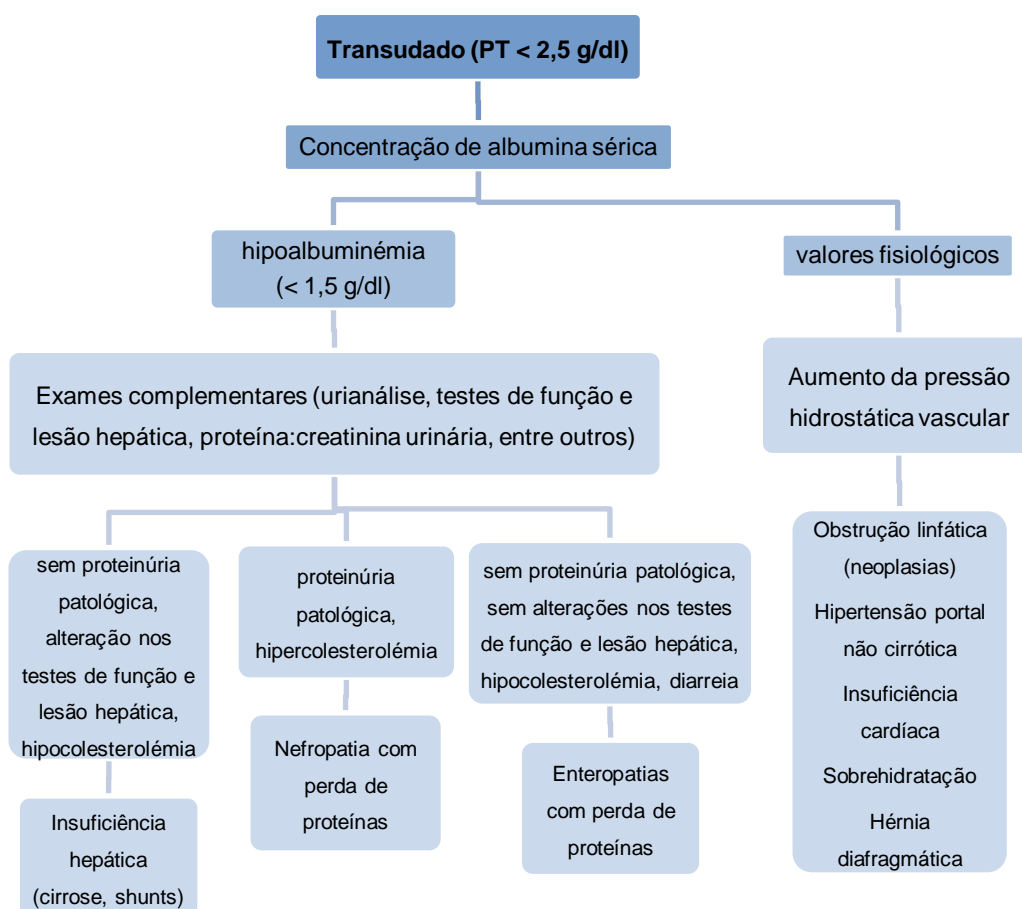 Transudado (PT < 2,5 g/dl)
Concentração de albumina sérica
hipoalbuminémia
(< 1,5 g/dl)
valores fisiológicos
Exames complementares (urianálise, testes de função e
lesão hepática, proteína:creatinina urinária, entre outros)
Aumento da pressão
hidrostática vascular
sem proteinúria
patológica,
alteração nos
testes de função e
lesão hepática,
hipocolesterolémia
proteinúria
patológica,
hipercolesterolémia
sem proteinúria patológica,
sem alterações nos testes
de função e lesão hepática,
hipocolesterolémia, diarreia
Obstrução linfática
(neoplasias)
Hipertensão portal
não cirrótica
Insuficiência
cardíaca
Sobrehidratação
Hérnia
diafragmática
Insuficiência
hepática
(cirrose, shunts)
Nefropatia com
perda de
proteínas
Enteropatias
com perda de
proteínas